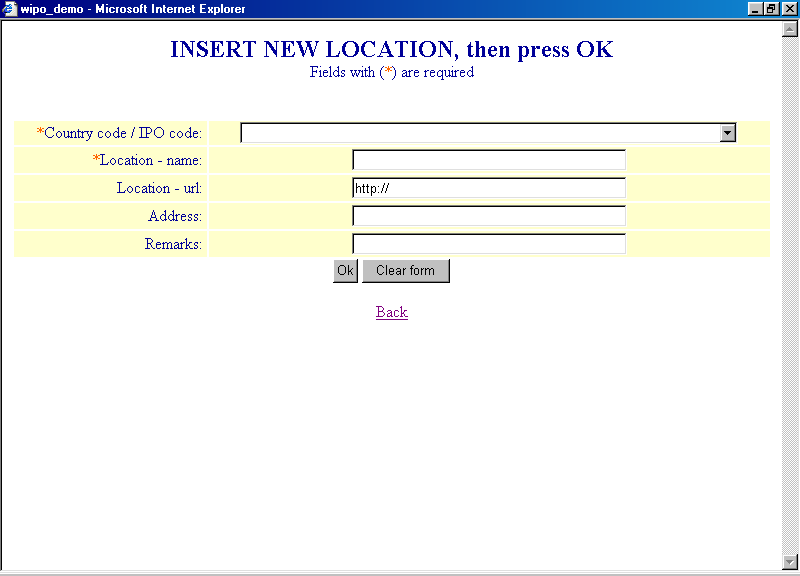 wipo_demo - Microsoft Internet Explorer
INSERT NEW LOCATION, then press OK
Fields with (*) are required
*Country code / IPO code:
*Location - name:
Location - url: http://
Address:
Remarks:
Ok Clear form
Back